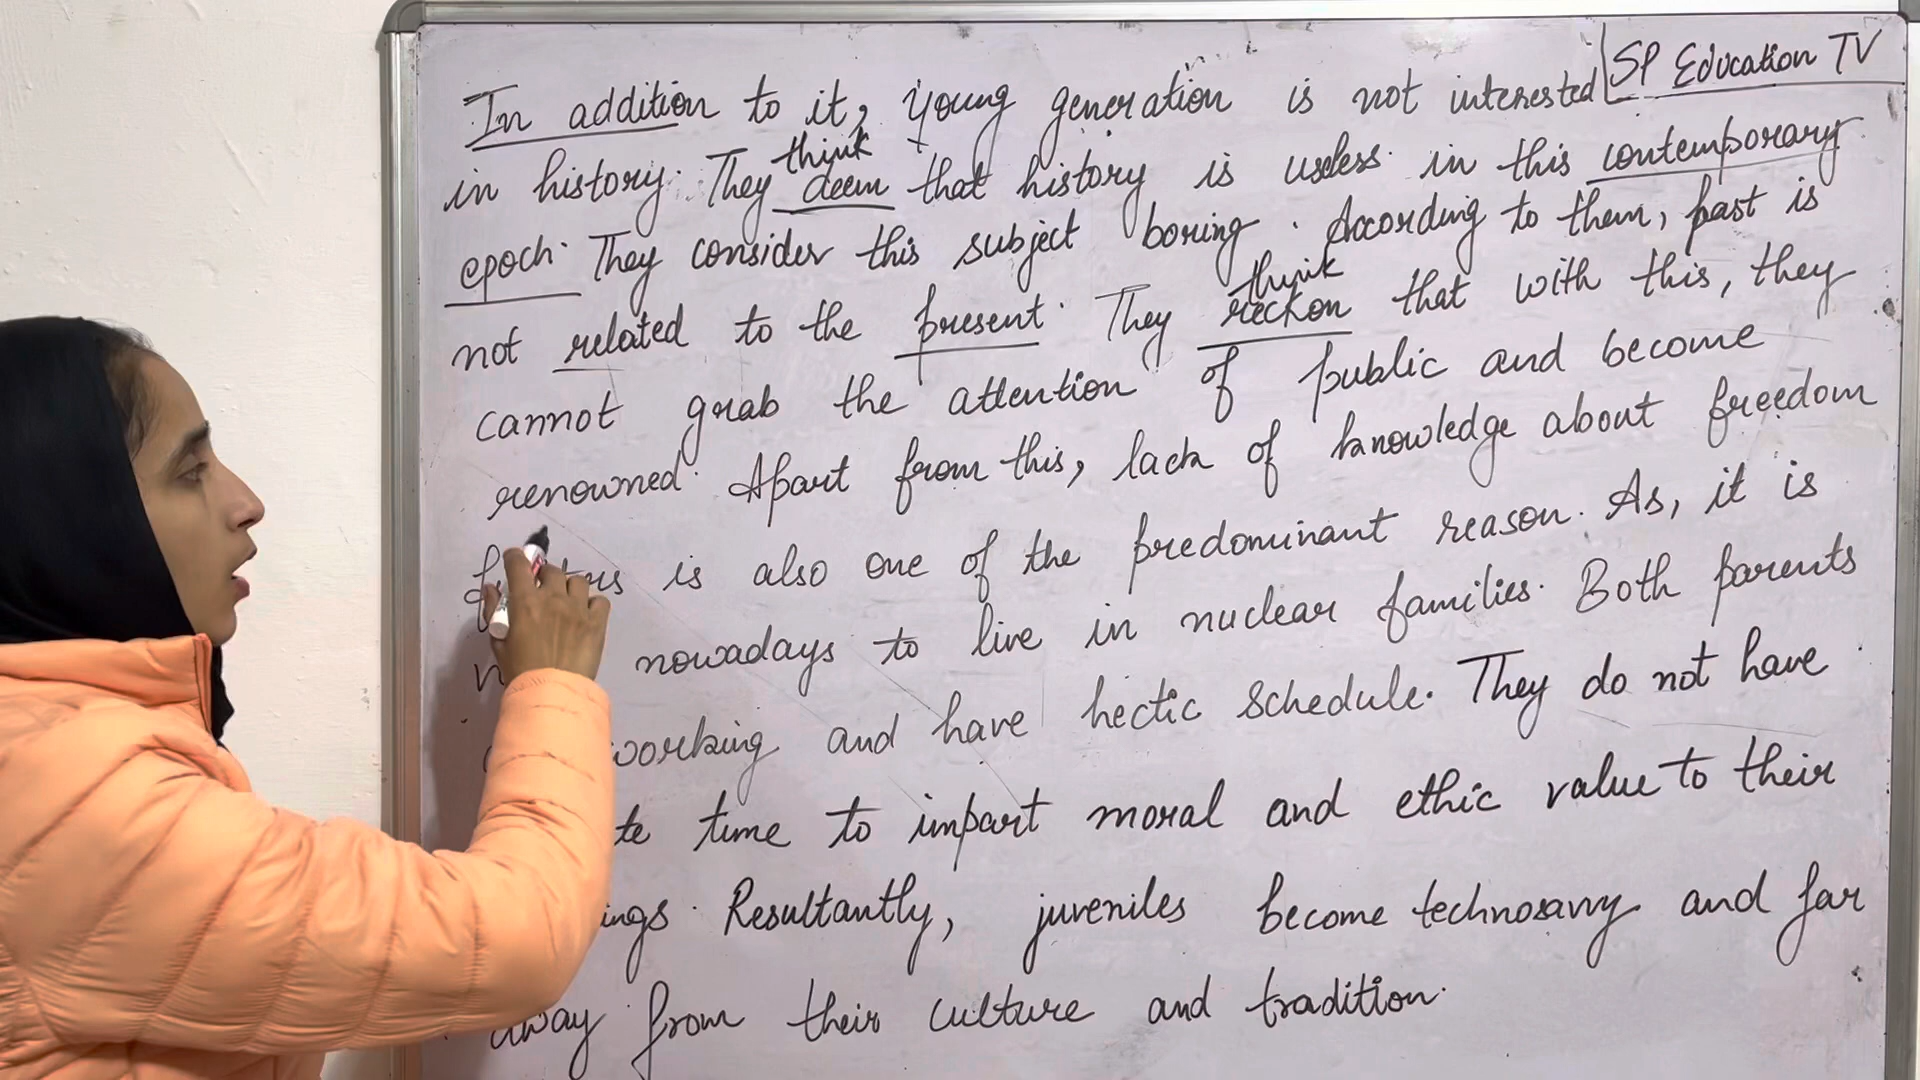 SP Education TV
In addition to it, young generation is not interested
think
in history. They deem that history is useless in this contemporary
epoch. They consider this subject boring. According to them, past is
think
not related to the present. They reckon that with this, they
cannot grab the attention of public and become
renowned. Apart from this, lack of knowledge about freedom
is also one of the predominant reason. As, it is
nowadays to live in nuclear families. Both parents
working and have hectic schedule. They do not have
time to impart moral and ethic value to their
Resultantly, juveniles become technosavvy and far
away from their culture and tradition.